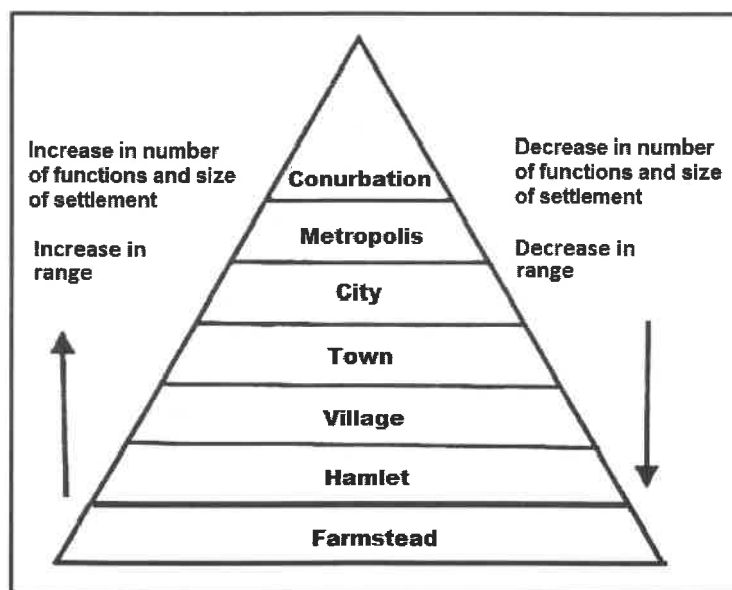 Increase in number
of functions and size
of settlement
Increase in
range
Decrease in number
of functions and size
of settlement
Decrease in
range
Conurbation
Metropolis
City
Town
Village
Hamlet
Farmstead